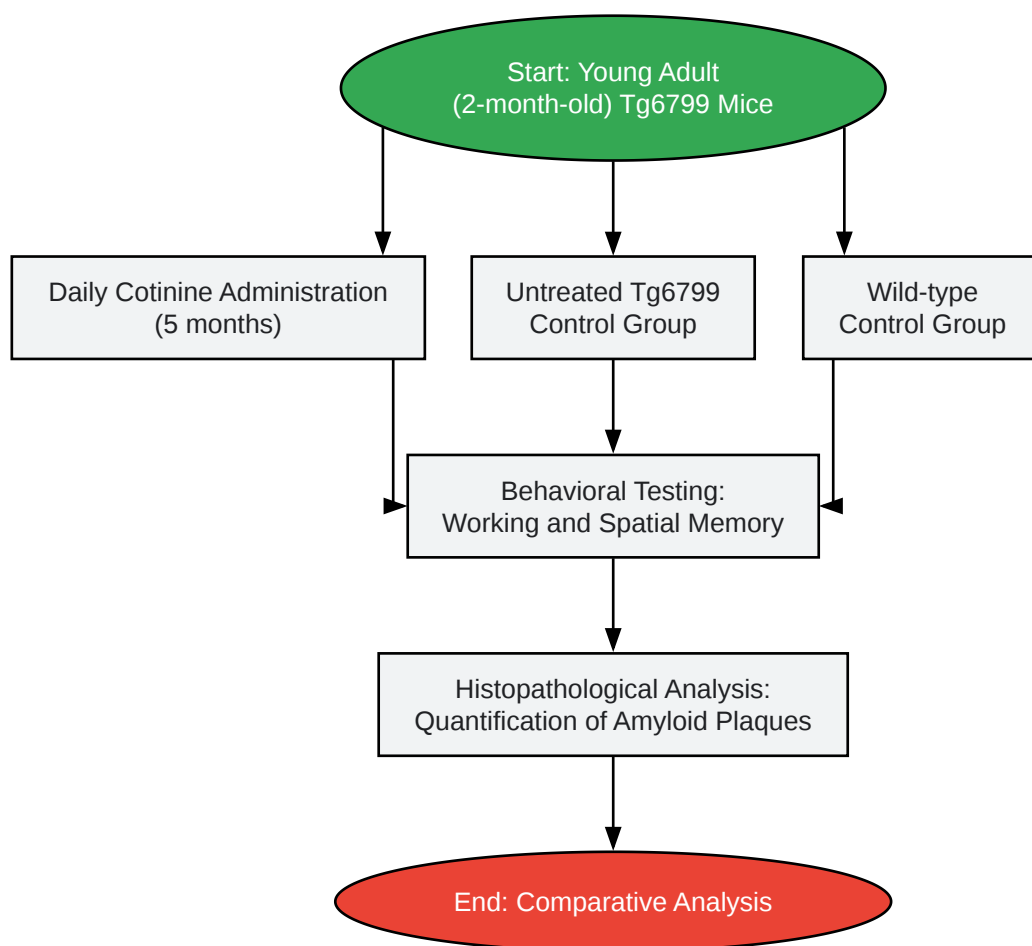 Start: Young Adult
(2-month-old) Tg6799 Mice
Daily Cotinine Administration
(5 months)
Untreated Tg6799
Control Group
Wild-type
Control Group
Behavioral Testing:
Working and Spatial Memory
Histopathological Analysis:
Quantification of Amyloid Plaques
End: Comparative Analysis